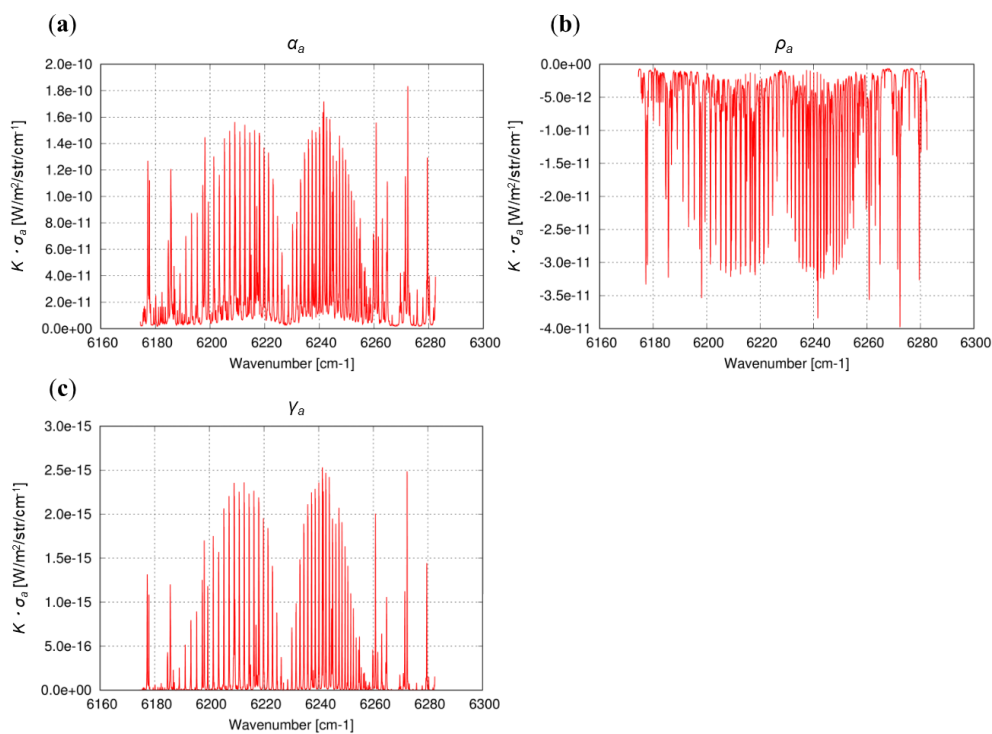 (a)
αₐ
2.0e-10
1.8e-10
1.6e-10
1.4e-10
1.2e-10
1.0e-10
8.0e-11
6.0e-11
4.0e-11
2.0e-11
0.0e+00
K · σₐ [W/m²/str/cm⁻¹]
6160 6180 6200 6220 6240 6260 6280 6300
Wavenumber [cm-1]
(b)
ρₐ
0.0e+00
-5.0e-12
-1.0e-11
-1.5e-11
-2.0e-11
-2.5e-11
-3.0e-11
-3.5e-11
-4.0e-11
K · σₐ [W/m²/str/cm⁻¹]
6160 6180 6200 6220 6240 6260 6280 6300
Wavenumber [cm-1]
(c)
γₐ
3.0e-15
2.5e-15
2.0e-15
1.5e-15
1.0e-15
5.0e-16
0.0e+00
K · σₐ [W/m²/str/cm⁻¹]
6160 6180 6200 6220 6240 6260 6280 6300
Wavenumber [cm-1]